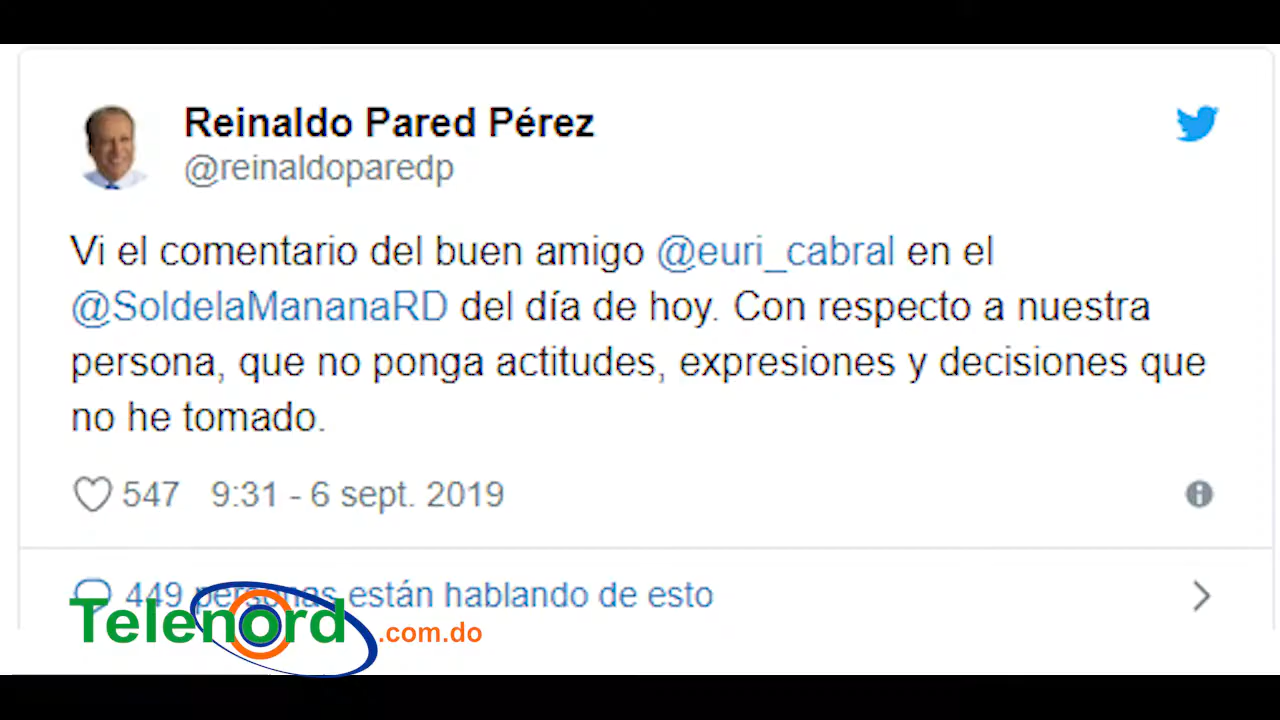 Reinaldo Pared Pérez
@reinaldoparedp
Vi el comentario del buen amigo @euri_cabral en el
@SoldelaMananaRD del día de hoy. Con respecto a nuestra
persona, que no ponga actitudes, expresiones y decisiones que
no he tomado.
547 9:31 - 6 sept. 2019
449 personas están hablando de esto
Telenord.com.do